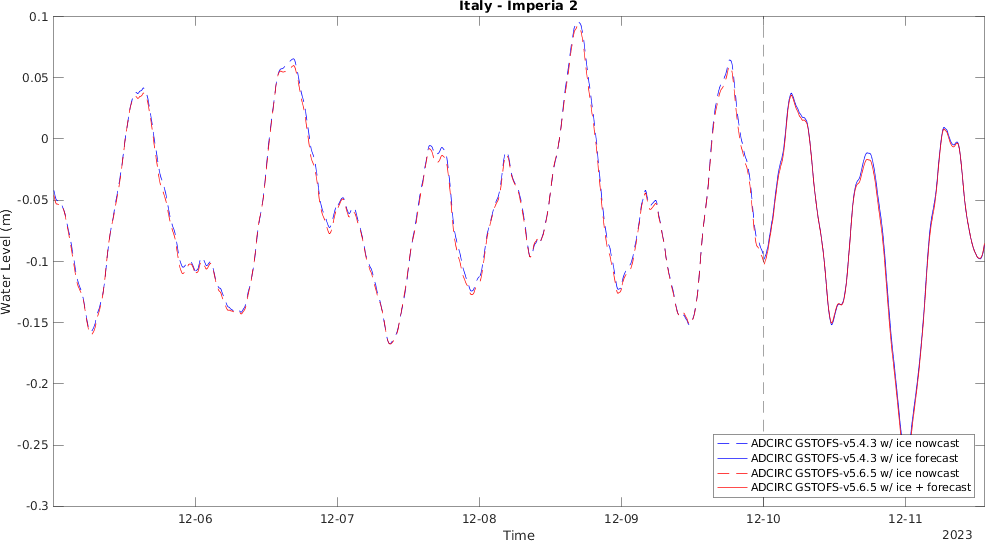 Italy - Imperia 2
0.1
0.05
0
-0.05
-0.1
-0.15
-0.2
-0.25
-0.3
Water Level (m)
ADCIRC GSTOFS-v5.4.3 w/ ice nowcast
ADCIRC GSTOFS-v5.4.3 w/ ice forecast
ADCIRC GSTOFS-v5.6.5 w/ ice nowcast
ADCIRC GSTOFS-v5.6.5 w/ ice + forecast
12-06 12-07 12-08 12-09 12-10 12-11
Time
2023